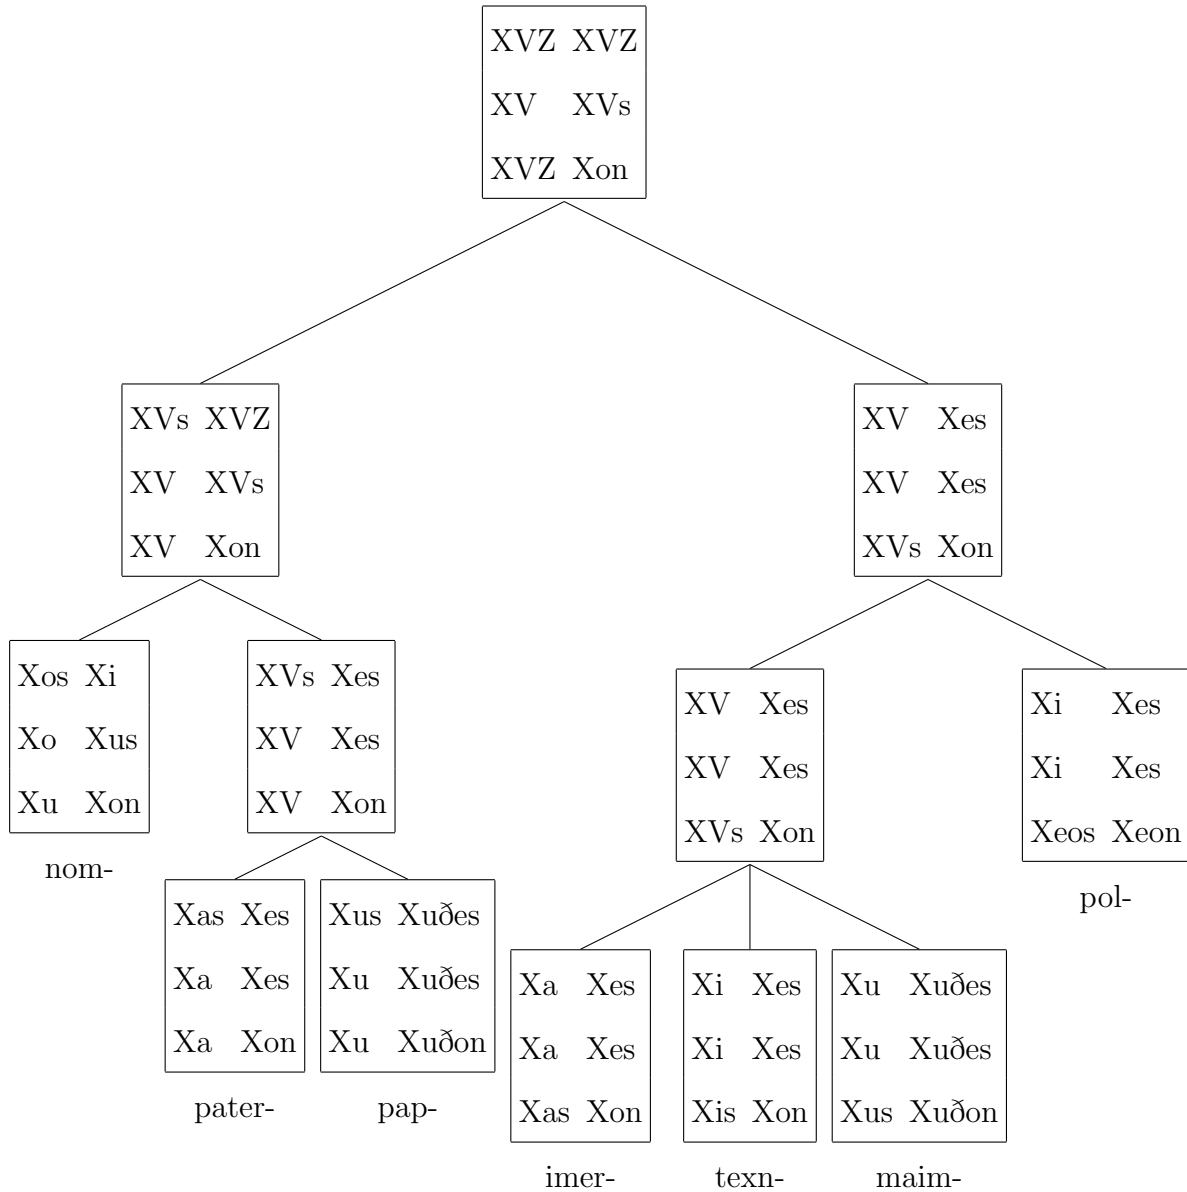 XVZ XVZ
XV XVs
XVZ Xon
XVs XVZ
XV XVs
XV Xon
XV Xes
XV Xes
XVs Xon
Xos Xi
Xo Xus
Xu Xon
nom-
XVs Xes
XV Xes
XV Xon
XV Xes
XV Xes
XVs Xon
Xi Xes
Xi Xes
Xeos Xeon
pol-
Xas Xes
Xa Xes
Xa Xon
pater-
Xus Xuðes
Xu Xuðes
Xu Xuðon
pap-
Xa Xes
Xa Xes
Xas Xon
imer-
Xi Xes
Xi Xes
Xis Xon
texn-
Xu Xuðes
Xu Xuðes
Xus Xuðon
maim-